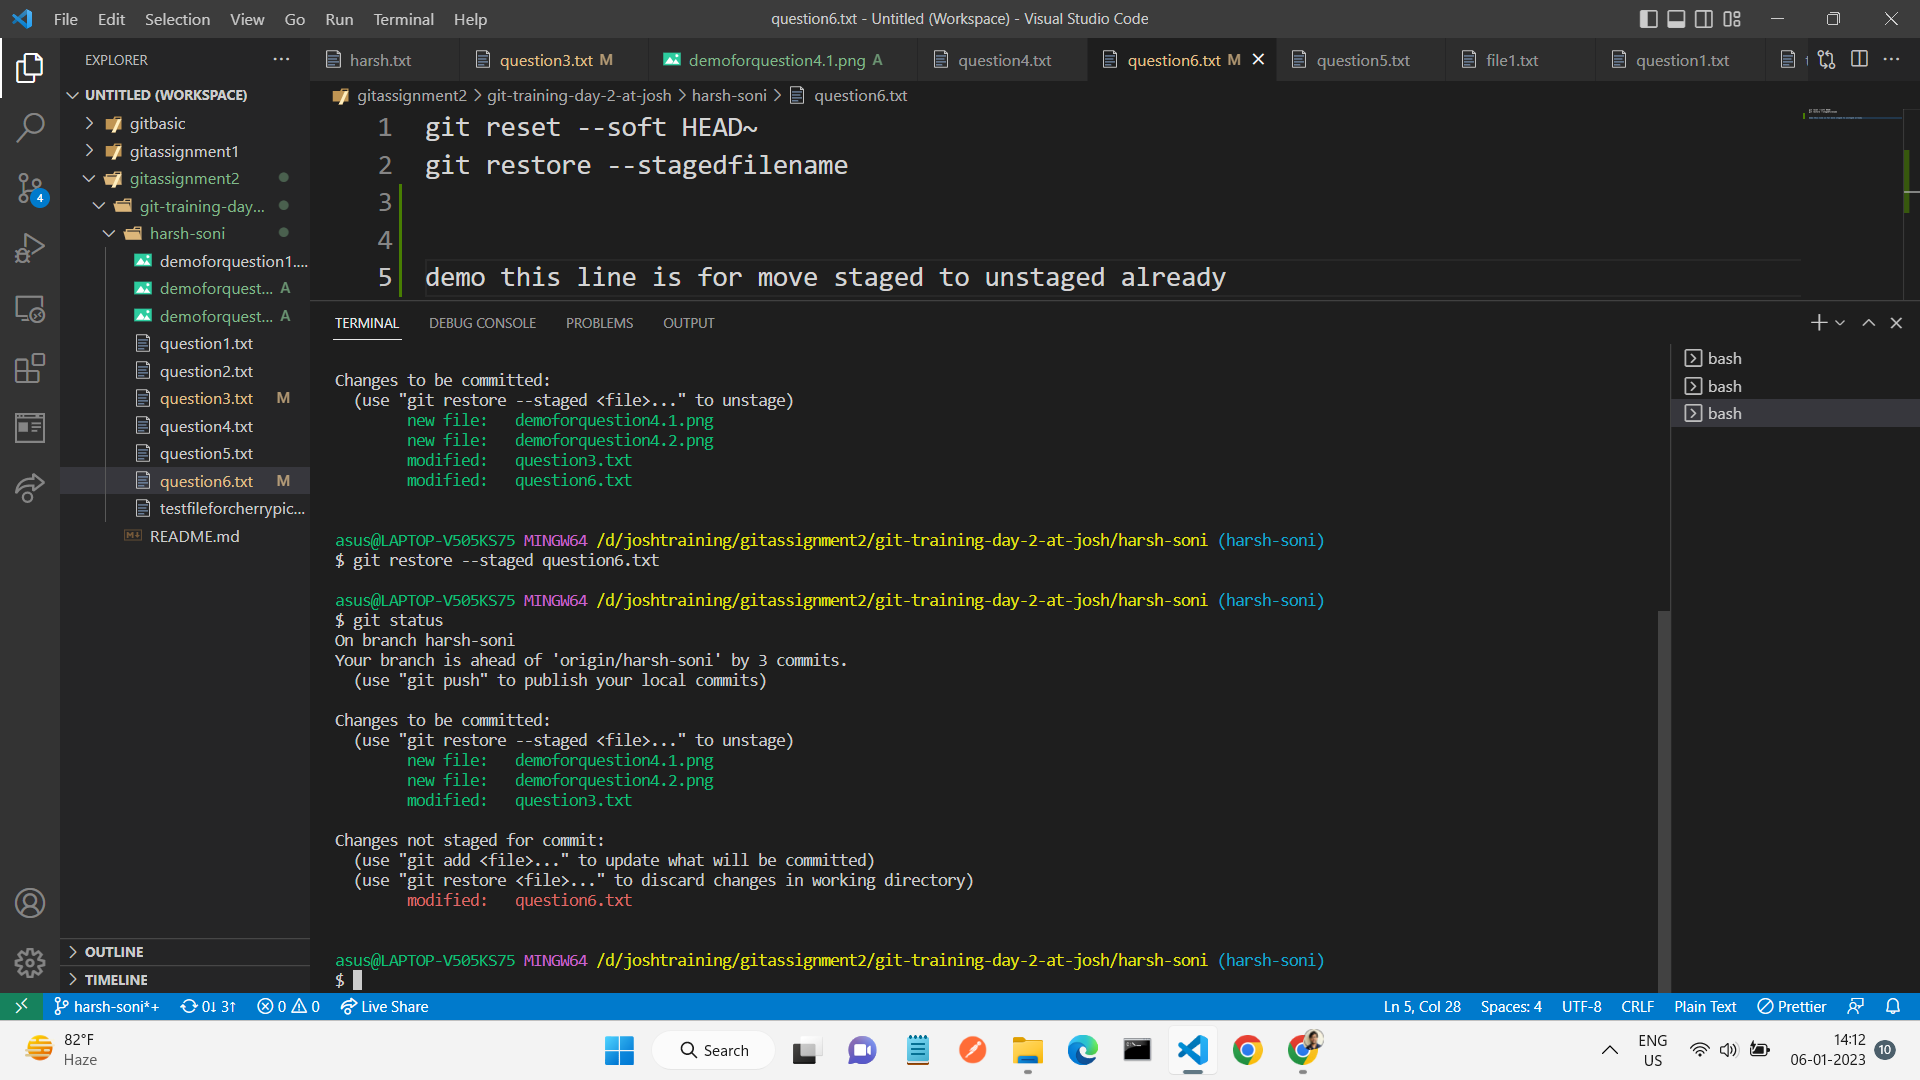 File Edit Selection View Go Run Terminal Help
question6.txt - Untitled (Workspace) - Visual Studio Code
EXPLORER
harsh.txt
question3.txt M
demoforquestion4.1.png A
question4.txt
question6.txt M
question5.txt
file1.txt
question1.txt
UNTITLED (WORKSPACE)
gitbasic
gitassignment1
gitassignment2
git-training-day...
harsh-soni
demoforquestion1....
demoforquest... A
demoforquest... A
question1.txt
question2.txt
question3.txt M
question4.txt
question5.txt
question6.txt M
testfileforcherrypic...
README.md
OUTLINE
TIMELINE
4
gitassignment2 > git-training-day-2-at-josh > harsh-soni > question6.txt
1 git reset --soft HEAD~
2 git restore --stagedfilename
3
4
5 demo this line is for move staged to unstaged already
TERMINAL DEBUG CONSOLE PROBLEMS OUTPUT
bash
bash
bash
Changes to be committed:
(use "git restore --staged <file>..." to unstage)
new file: demoforquestion4.1.png
new file: demoforquestion4.2.png
modified: question3.txt
modified: question6.txt
asus@LAPTOP-V505KS75 MINGW64 /d/joshtraining/gitassignment2/git-training-day-2-at-josh/harsh-soni (harsh-soni)
$ git restore --staged question6.txt
asus@LAPTOP-V505KS75 MINGW64 /d/joshtraining/gitassignment2/git-training-day-2-at-josh/harsh-soni (harsh-soni)
$ git status
On branch harsh-soni
Your branch is ahead of 'origin/harsh-soni' by 3 commits.
(use "git push" to publish your local commits)
Changes to be committed:
(use "git restore --staged <file>..." to unstage)
new file: demoforquestion4.1.png
new file: demoforquestion4.2.png
modified: question3.txt
Changes not staged for commit:
(use "git add <file>..." to update what will be committed)
(use "git restore <file>..." to discard changes in working directory)
modified: question6.txt
asus@LAPTOP-V505KS75 MINGW64 /d/joshtraining/gitassignment2/git-training-day-2-at-josh/harsh-soni (harsh-soni)
$
harsh-soni*+ 0↓ 3↑ 0 0 Live Share
Ln 5, Col 28 Spaces: 4 UTF-8 CRLF Plain Text Prettier
82°F
Haze
Search
ENG
US
14:12
06-01-2023
10